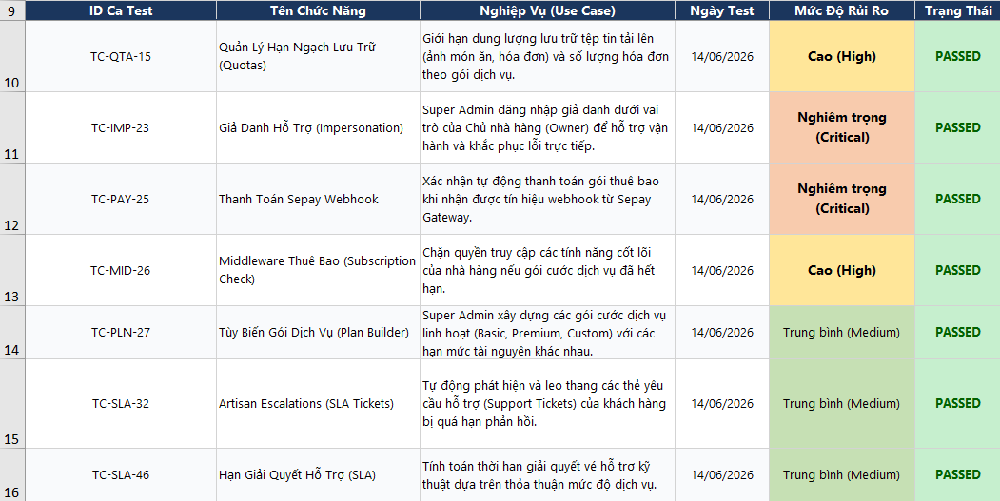 9 ID Ca Test Tên Chức Năng Nghiệp Vụ (Use Case) Ngày Test Mức Độ Rủi Ro Trạng Thái
10 TC-QTA-15
Quản Lý Hạn Ngạch Lưu Trữ
(Quotas)
Giới hạn dung lượng lưu trữ tệp tin tải lên
(ảnh món ăn, hóa đơn) và số lượng hóa đơn
theo gói dịch vụ.
14/06/2026
Cao (High)
PASSED
11 TC-IMP-23
Giả Danh Hỗ Trợ (Impersonation)
Super Admin đăng nhập giả danh dưới vai
trò của Chủ nhà hàng (Owner) để hỗ trợ vận
hành và khắc phục lỗi trực tiếp.
14/06/2026
Nghiêm trọng
(Critical)
PASSED
12 TC-PAY-25
Thanh Toán Sepay Webhook
Xác nhận tự động thanh toán gói thuê bao
khi nhận được tín hiệu webhook từ Sepay
Gateway.
14/06/2026
Nghiêm trọng
(Critical)
PASSED
13 TC-MID-26
Middleware Thuê Bao (Subscription
Check)
Chặn quyền truy cập các tính năng cốt lõi
của nhà hàng nếu gói cước dịch vụ đã hết
hạn.
14/06/2026
Cao (High)
PASSED
14 TC-PLN-27
Tùy Biến Gói Dịch Vụ (Plan Builder)
Super Admin xây dựng các gói cước dịch vụ
linh hoạt (Basic, Premium, Custom) với các
hạn mức tài nguyên khác nhau.
14/06/2026
Trung bình (Medium)
PASSED
15 TC-SLA-32
Artisan Escalations (SLA Tickets)
Tự động phát hiện và leo thang các thẻ yêu
cầu hỗ trợ (Support Tickets) của khách hàng
bị quá hạn phản hồi.
14/06/2026
Trung bình (Medium)
PASSED
16 TC-SLA-46
Hạn Giải Quyết Hỗ Trợ (SLA)
Tính toán thời hạn giải quyết vé hỗ trợ kỹ
thuật dựa trên thỏa thuận mức độ dịch vụ.
14/06/2026
Trung bình (Medium)
PASSED